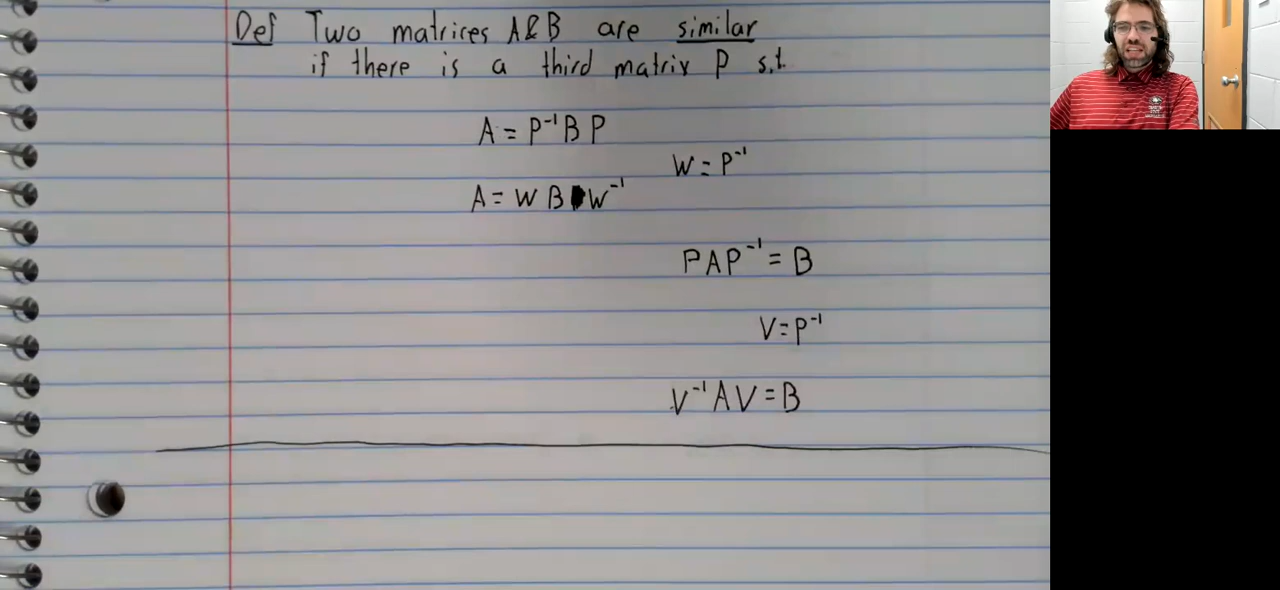 Def Two matrices A & B are similar
if there is a third matrix P s.t.
A = P⁻¹ B P
W = P⁻¹
A = W B W⁻¹
P A P⁻¹ = B
V = P⁻¹
V⁻¹ A V = B